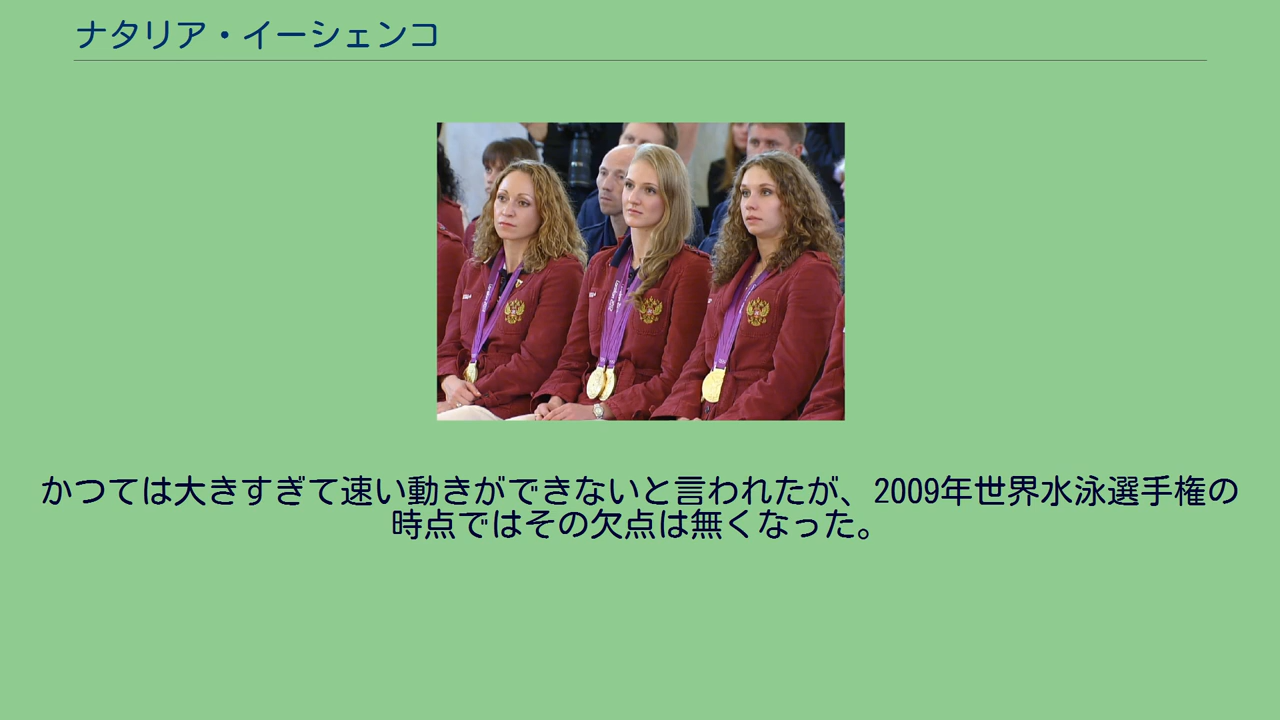 ナタリア・イーシェンコ
かつては大きすぎて速い動きができないと言われたが、2009年世界水泳選手権の
時点ではその欠点は無くなった。